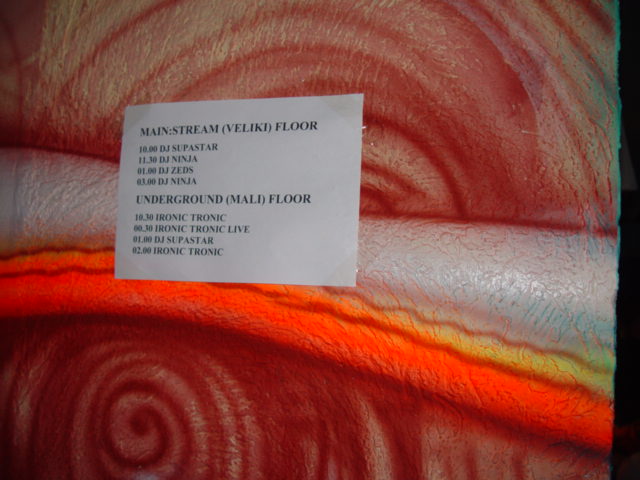 MAIN:STREAM (VELIKI) FLOOR
10.00 DJ SUPASTAR
11.30 DJ NINJA
01.00 DJ ZEDS
03.00 DJ NINJA
UNDERGROUND (MALI) FLOOR
10.30 IRONIC TRONIC
00.30 IRONIC TRONIC LIVE
01.00 DJ SUPASTAR
02.00 IRONIC TRONIC